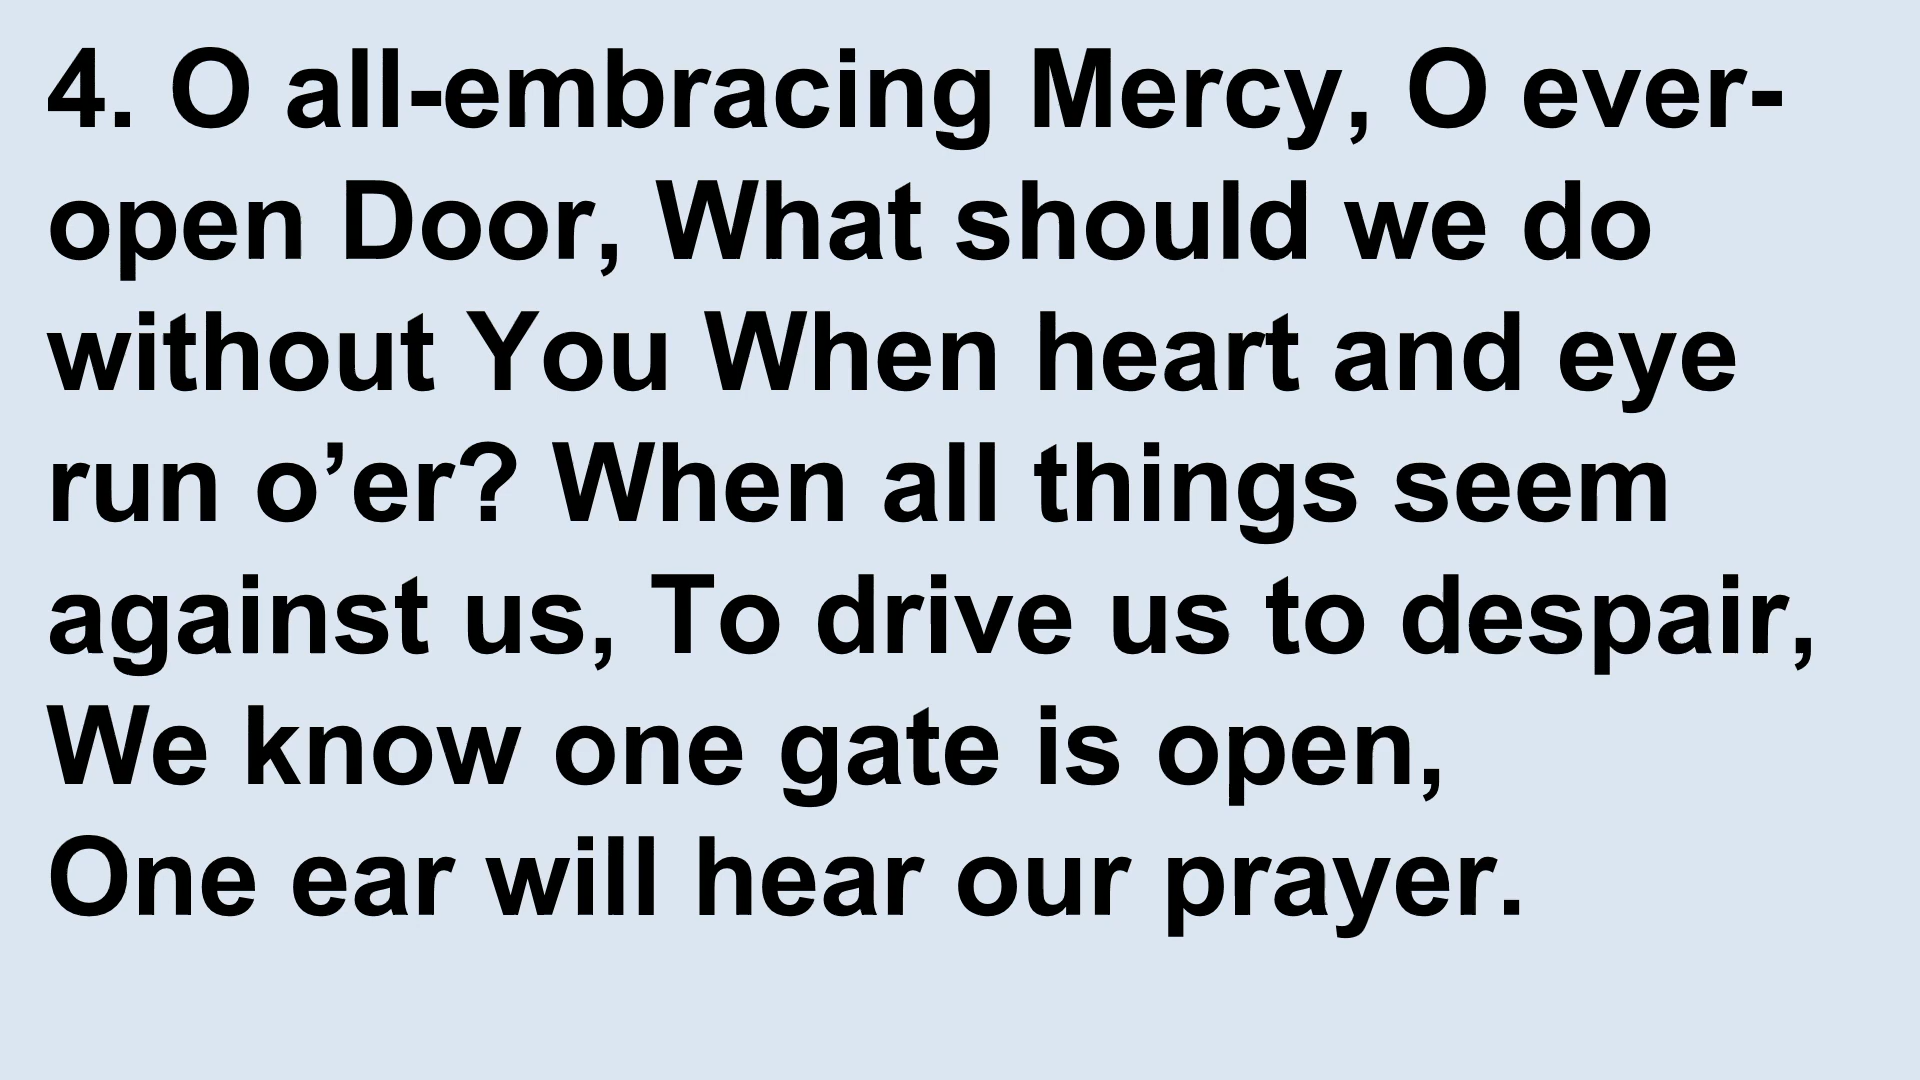 4. O all-embracing Mercy, O ever-
open Door, What should we do
without You When heart and eye
run o’er? When all things seem
against us, To drive us to despair,
We know one gate is open,
One ear will hear our prayer.